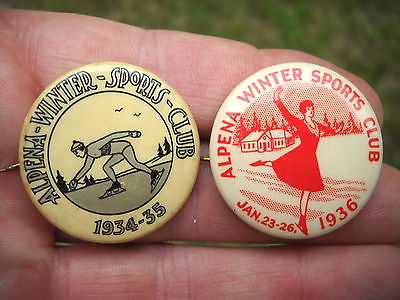 ALPENA-WINTER-SPORTS-CLUB
1934-35
ALPENA WINTER SPORTS CLUB
JAN. 23-26, 1936